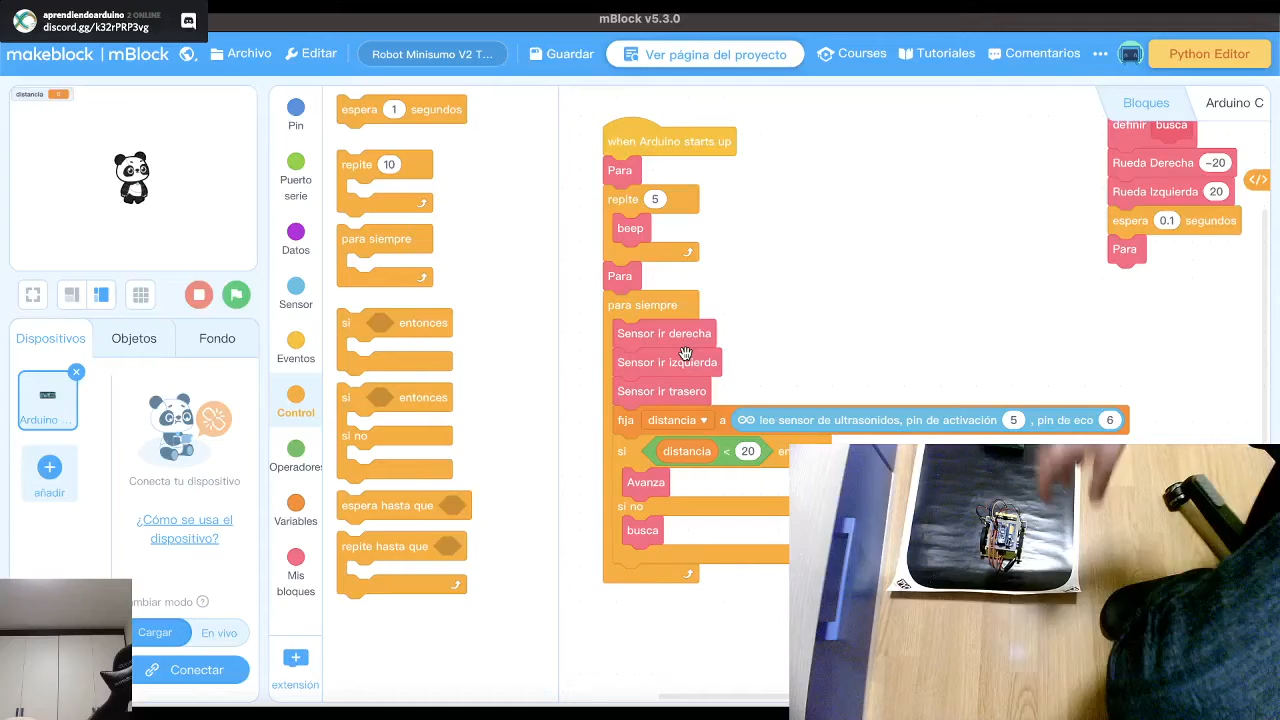 aprendiendoarduino 2 ONLINE
discord.gg/k32rPRP3vg
mBlock v5.3.0
makeblock | mBlock
Archivo
Editar
Robot Minisumo V2 T...
Guardar
Ver página del proyecto
Courses
Tutoriales
Comentarios
Python Editor
distancia 0
Dispositivos
Objetos
Fondo
Arduino ...
añadir
Conecta tu dispositivo
¿Cómo se usa el
dispositivo?
ambiar modo
Cargar
En vivo
Conectar
Pin
Puerto
serie
Datos
Sensor
Eventos
Control
Operadores
Variables
Mis
bloques
extensión
espera 1 segundos
repite 10
para siempre
si entonces
si entonces
si no
espera hasta que
repite hasta que
when Arduino starts up
Para
repite 5
beep
Para
para siempre
Sensor ir derecha
Sensor ir izquierda
Sensor ir trasero
fija distancia a lee sensor de ultrasonidos, pin de activación 5 , pin de eco 6
si distancia < 20 en
Avanza
si no
busca
Bloques
Arduino C
definir busca
Rueda Derecha -20
Rueda Izquierda 20
espera 0.1 segundos
Para